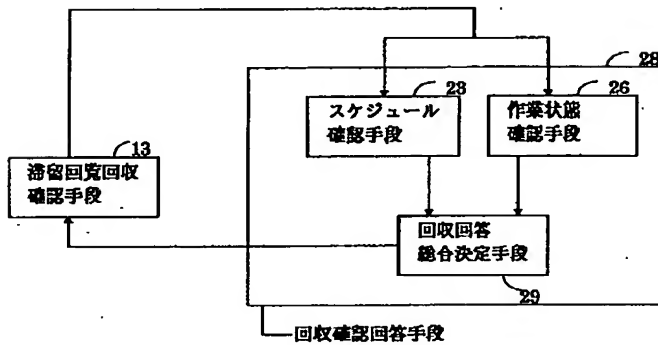 28
23
スケジュール
確認手段
26
作業状態
確認手段
13
滞留回覧回収
確認手段
回収回答
総合決定手段
29
回収確認回答手段